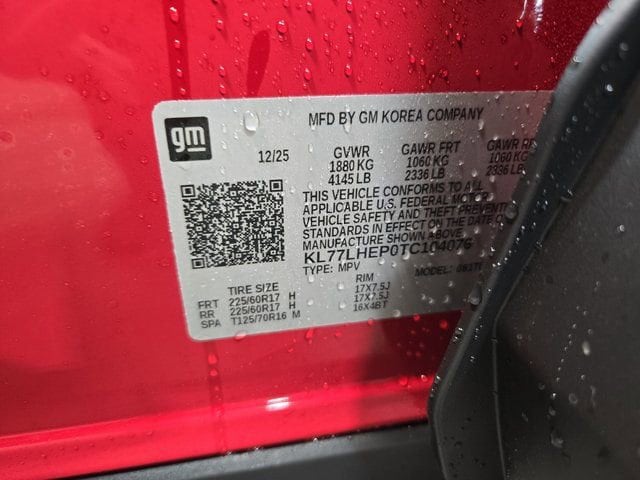 gm
MFD BY GM KOREA COMPANY
12/25 GVWR GAWR FRT GAWR RR
1880 KG 1060 KG 1060 KG
4145 LB 2336 LB 2336 LB
THIS VEHICLE CONFORMS TO ALL
APPLICABLE U.S. FEDERAL MOTOR
VEHICLE SAFETY AND THEFT PREVENTI
STANDARDS IN EFFECT ON THE DATE O
MANUFACTURE SHOWN ABOVE.
KL77LHEP0TC104076
TYPE: MPV MODEL:
TIRE SIZE RIM
FRT 225/60R17 H 17X7.5J
RR 225/60R17 H 17X7.5J
SPA T125/70R16 M 16X4BT